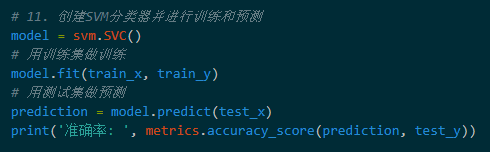 # 11. 创建SVM分类器并进行训练和预测
model = svm.SVC()
# 用训练集做训练
model.fit(train_x, train_y)
# 用测试集做预测
prediction = model.predict(test_x)
print('准确率: ', metrics.accuracy_score(prediction, test_y))